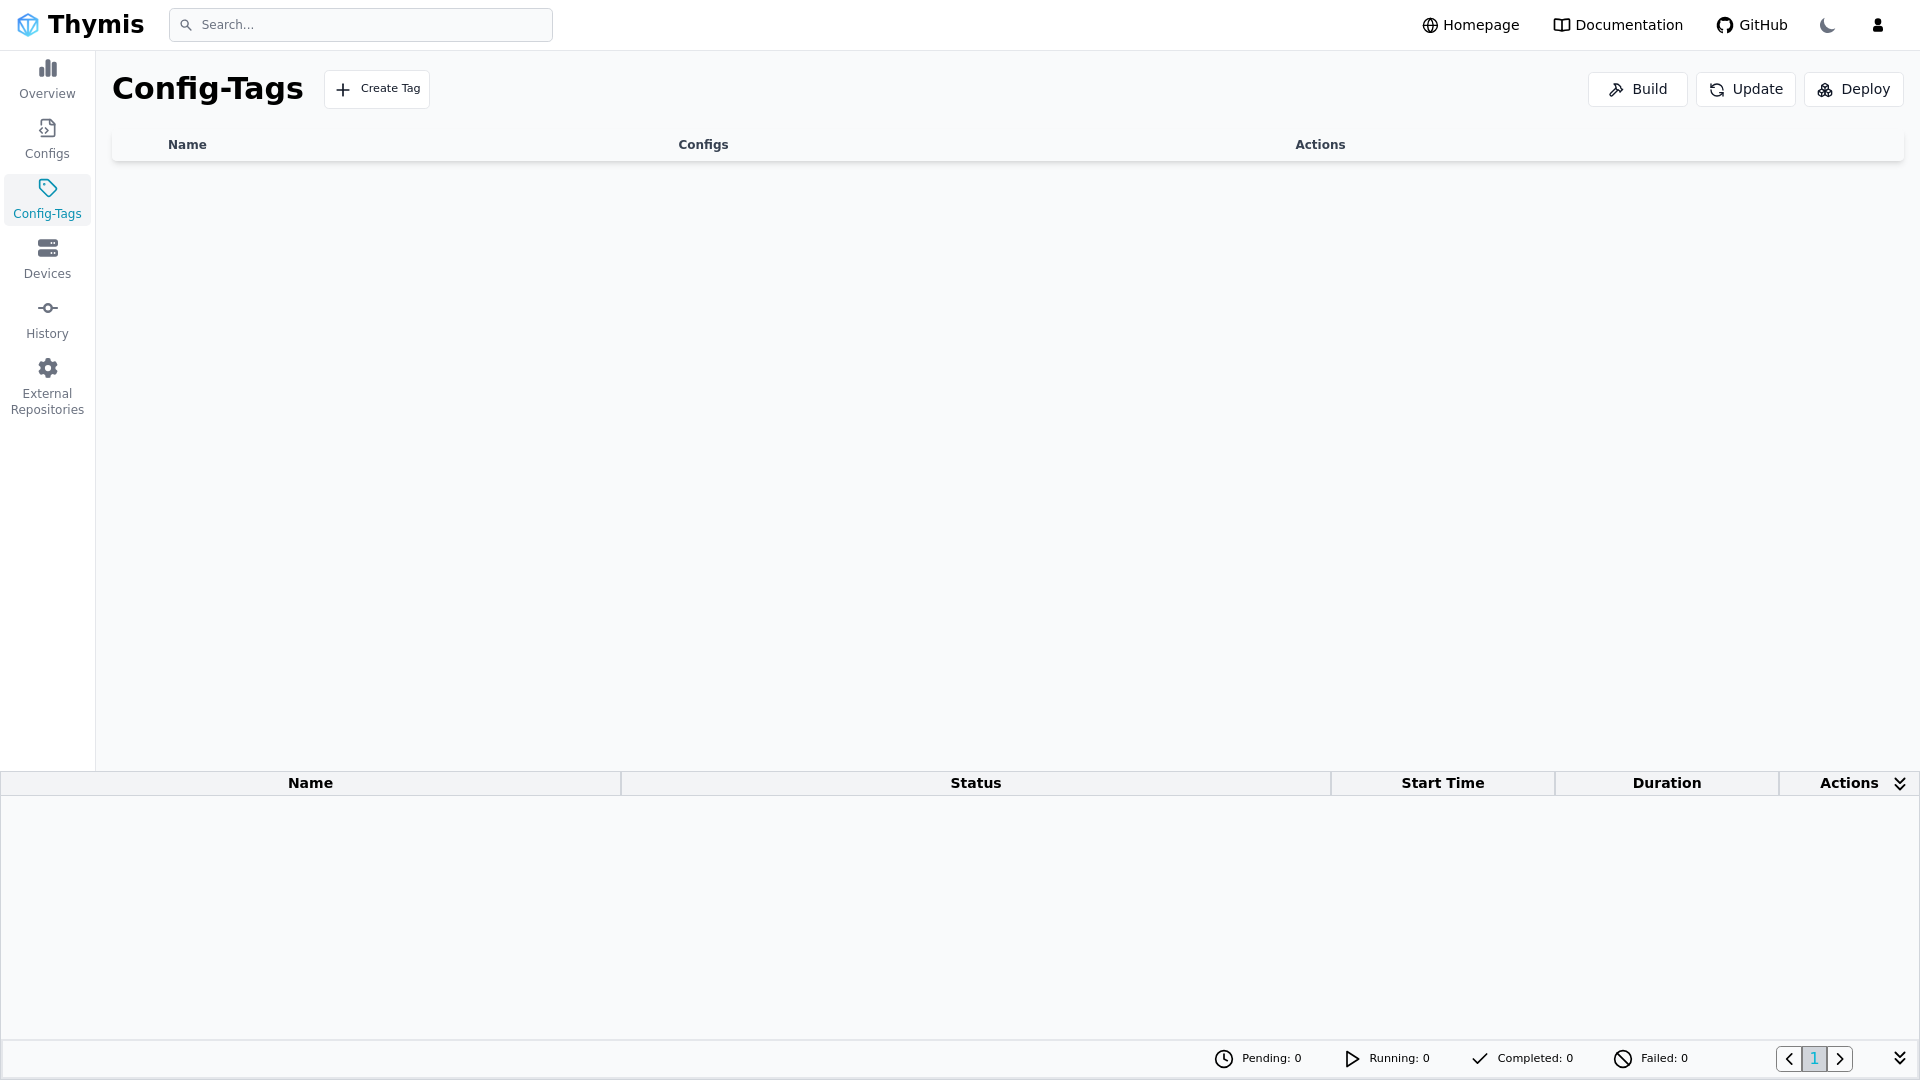 Thymis
Search...
Homepage
Documentation
GitHub
Overview
Configs
Config-Tags
Devices
History
External
Repositories
Config-Tags
Create Tag
Build
Update
Deploy
Name
Configs
Actions
Name
Status
Start Time
Duration
Actions
Pending: 0
Running: 0
Completed: 0
Failed: 0
1